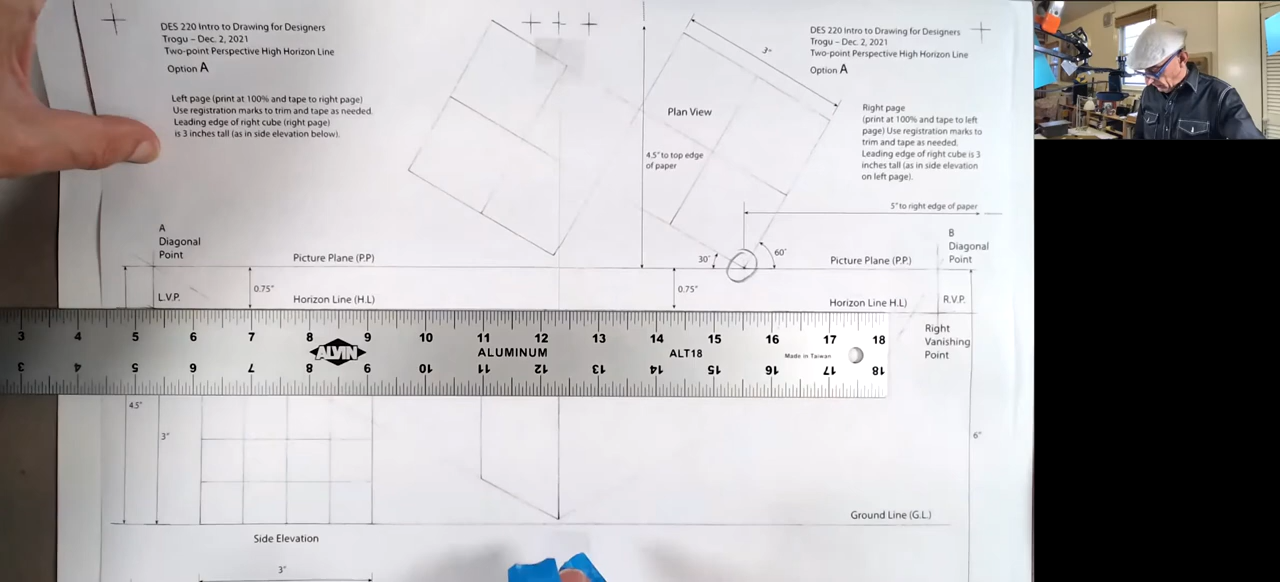 DES 220 Intro to Drawing for Designers
Trogu – Dec. 2, 2021
Two-point Perspective High Horizon Line
Option A
Left page (print at 100% and tape to right page)
Use registration marks to trim and tape as needed.
Leading edge of right cube (right page)
is 3 inches tall (as in side elevation below).
DES 220 Intro to Drawing for Designers
Trogu – Dec. 2, 2021
Two-point Perspective High Horizon Line
Option A
Right page
(print at 100% and tape to left
page) Use registration marks to
trim and tape as needed.
Leading edge of right cube is 3
inches tall (as in side elevation
on left page).
3"
Plan View
4.5" to top edge
of paper
5" to right edge of paper
A
Diagonal
Point
B
Diagonal
Point
Picture Plane (P.P.)
30°
60°
Picture Plane (P.P.)
L.V.P.
0.75"
Horizon Line (H.L)
0.75"
Horizon Line H.L)
R.V.P.
Right
Vanishing
Point
3 4 5 6 7 8 9 10 11 12 13 14 15 16 17 18
ALVIN
ALUMINUM
ALT18
Made in Taiwan
3 4 5 6 7 8 9 10 11 12 13 14 15 16 17 18
4.5"
3"
6"
Ground Line (G.L.)
Side Elevation
3"